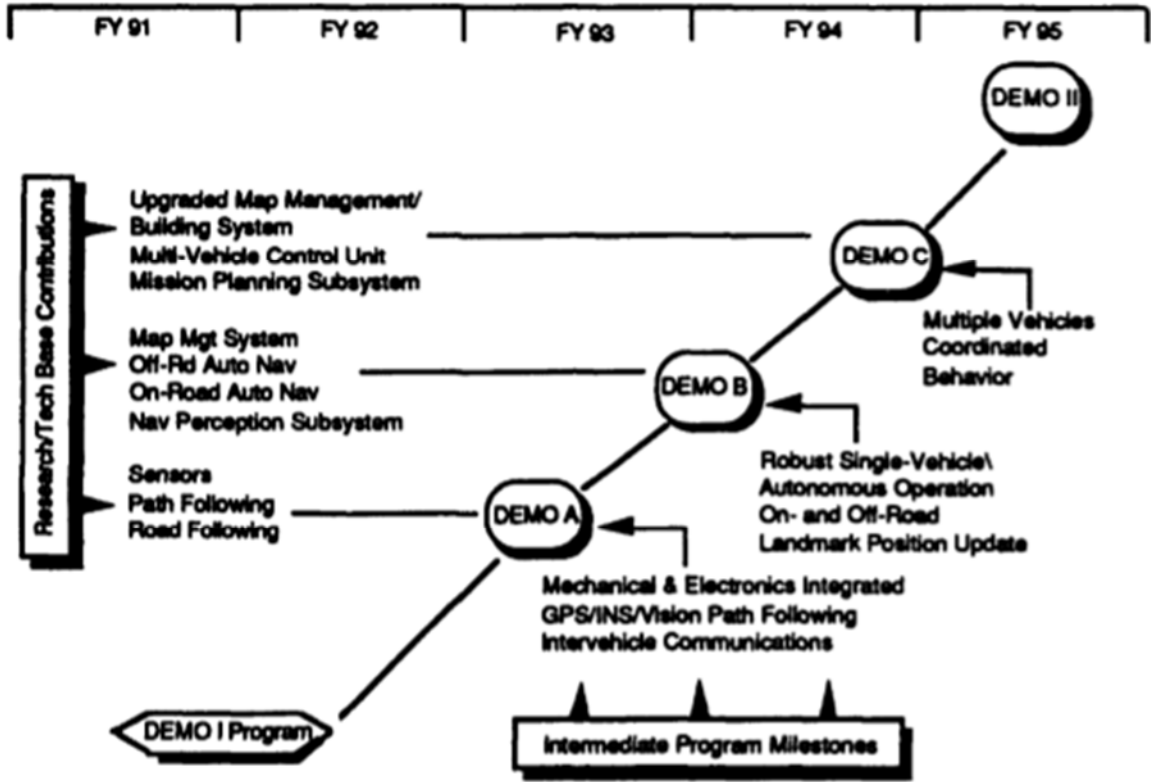 FY 91
FY 92
FY 93
FY 94
FY 95
DEMO II
Research/Tech Base Contributions
Upgraded Map Management/
Building System
Multi-Vehicle Control Unit
Mission Planning Subsystem
DEMO C
Multiple Vehicles
Coordinated
Behavior
Map Mgt System
Off-Rd Auto Nav
On-Road Auto Nav
Nav Perception Subsystem
DEMO B
Robust Single-Vehicle\
Autonomous Operation
On- and Off-Road
Landmark Position Update
Sensors
Path Following
Road Following
DEMO A
Mechanical & Electronics Integrated
GPS/INS/Vision Path Following
Intervehicle Communications
DEMO I Program
Intermediate Program Milestones